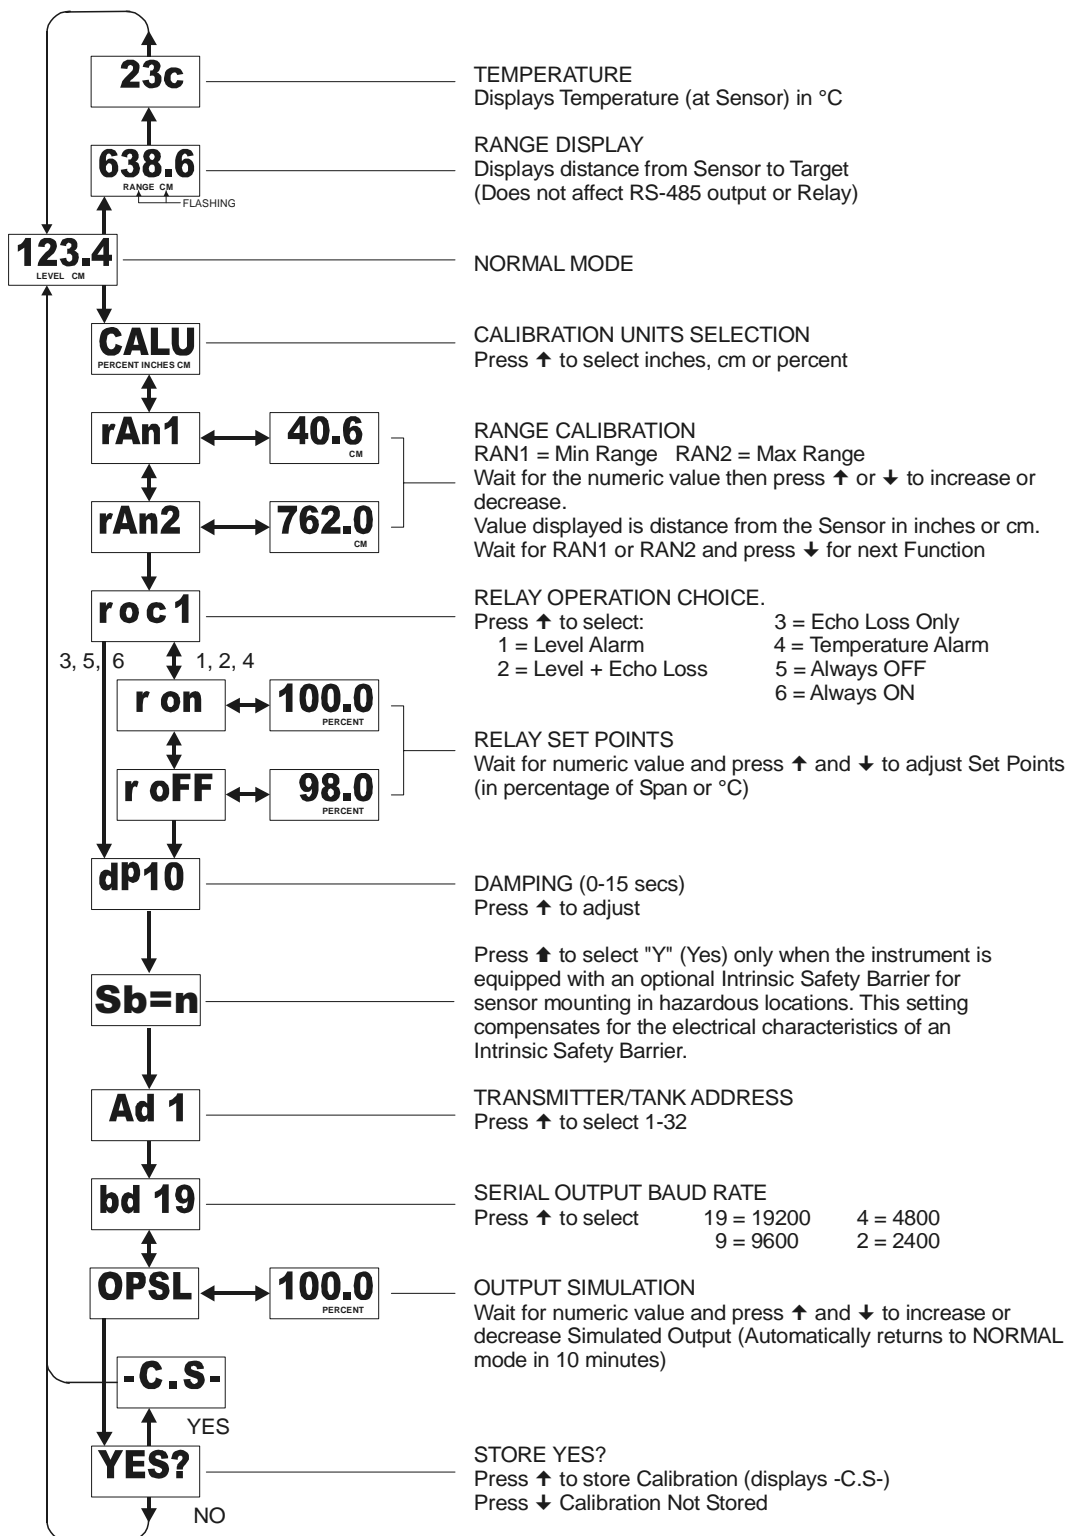 23c
TEMPERATURE
Displays Temperature (at Sensor) in °C
638.6
RANGE CM
FLASHING
RANGE DISPLAY
Displays distance from Sensor to Target
(Does not affect RS-485 output or Relay)
123.4
LEVEL CM
NORMAL MODE
CALU
PERCENT INCHES CM
CALIBRATION UNITS SELECTION
Press ↑ to select inches, cm or percent
rAn1
40.6
CM
rAn2
762.0
CM
RANGE CALIBRATION
RAN1 = Min Range RAN2 = Max Range
Wait for the numeric value then press ↑ or ↓ to increase or
decrease.
Value displayed is distance from the Sensor in inches or cm.
Wait for RAN1 or RAN2 and press ↓ for next Function
roc1
RELAY OPERATION CHOICE.
Press ↑ to select: 3 = Echo Loss Only
1 = Level Alarm 4 = Temperature Alarm
2 = Level + Echo Loss 5 = Always OFF
6 = Always ON
3, 5, 6 1, 2, 4
r on
100.0
PERCENT
r oFF
98.0
PERCENT
RELAY SET POINTS
Wait for numeric value and press ↑ and ↓ to adjust Set Points
(in percentage of Span or °C)
dP10
DAMPING (0-15 secs)
Press ↑ to adjust
Sb=n
Press ↑ to select "Y" (Yes) only when the instrument is
equipped with an optional Intrinsic Safety Barrier for
sensor mounting in hazardous locations. This setting
compensates for the electrical characteristics of an
Intrinsic Safety Barrier.
Ad 1
TRANSMITTER/TANK ADDRESS
Press ↑ to select 1-32
bd 19
SERIAL OUTPUT BAUD RATE
Press ↑ to select 19 = 19200 4 = 4800
9 = 9600 2 = 2400
OPSL
100.0
PERCENT
OUTPUT SIMULATION
Wait for numeric value and press ↑ and ↓ to increase or
decrease Simulated Output (Automatically returns to NORMAL
mode in 10 minutes)
-C.S-
YES
YES?
NO
STORE YES?
Press ↑ to store Calibration (displays -C.S-)
Press ↓ Calibration Not Stored